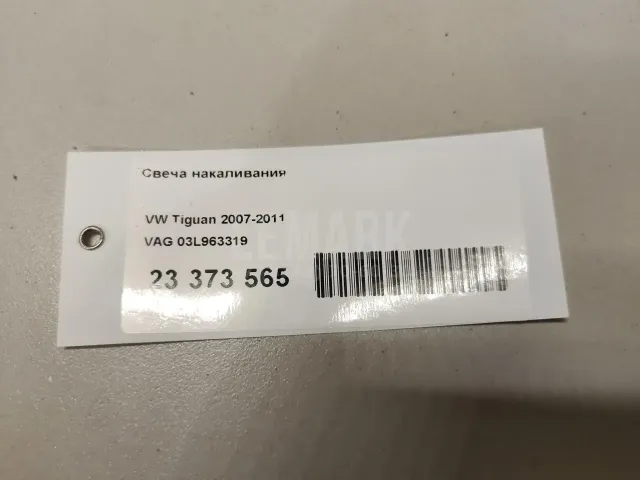 Свеча накаливания
VW Tiguan 2007-2011
VAG 03L963319
23 373 565